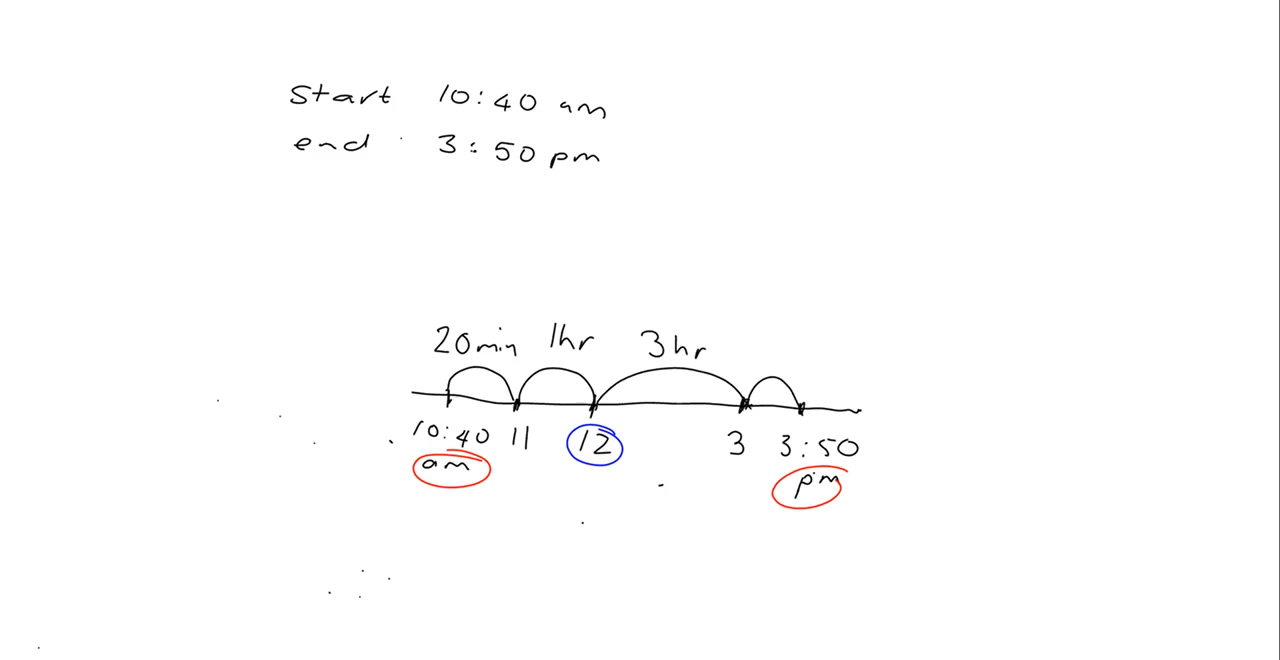 start 10:40 am
end 3:50 pm
20min 1hr 3hr
10:40 11 12 3 3:50
am pm